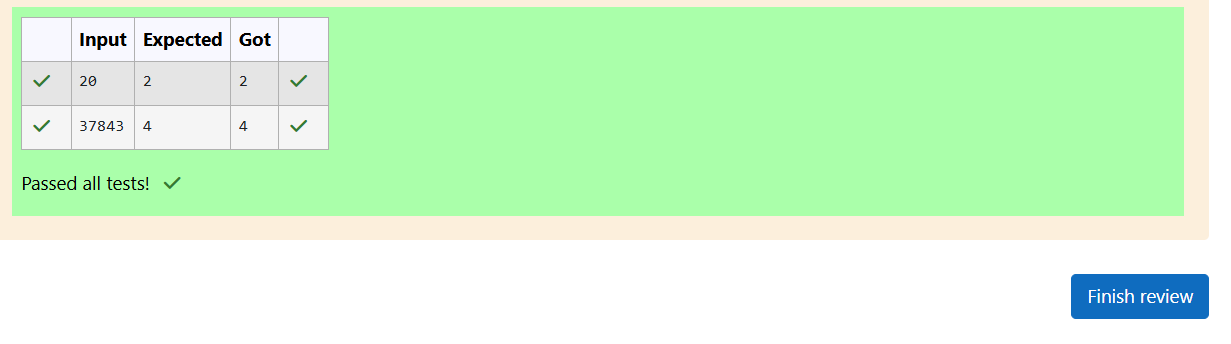 Input Expected Got
20 2 2
37843 4 4
Passed all tests!
Finish review